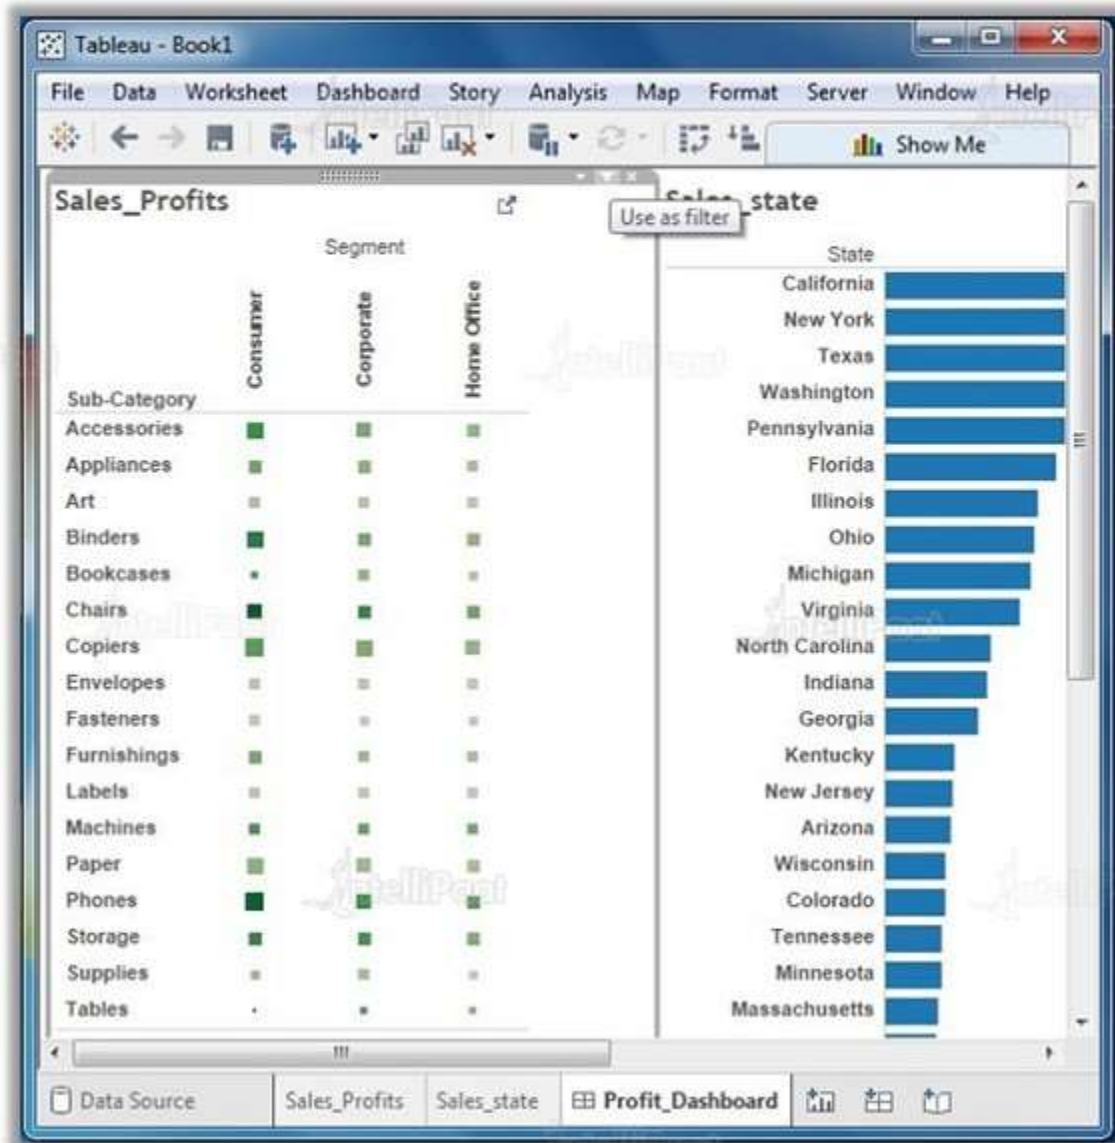 Tableau - Book1
File Data Worksheet Dashboard Story Analysis Map Format Server Window Help
Show Me
Sales_Profits
Use as filter
Sales_state
Segment
Consumer
Corporate
Home Office
Sub-Category
Accessories
Appliances
Art
Binders
Bookcases
Chairs
Copiers
Envelopes
Fasteners
Furnishings
Labels
Machines
Paper
Phones
Storage
Supplies
Tables
State
California
New York
Texas
Washington
Pennsylvania
Florida
Illinois
Ohio
Michigan
Virginia
North Carolina
Indiana
Georgia
Kentucky
New Jersey
Arizona
Wisconsin
Colorado
Tennessee
Minnesota
Massachusetts
Data Source Sales_Profits Sales_state Profit_Dashboard